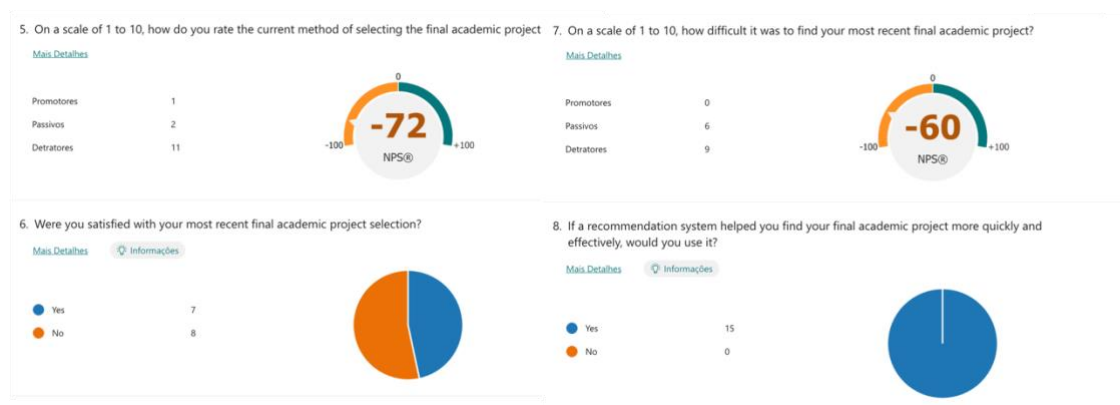 5. On a scale of 1 to 10, how do you rate the current method of selecting the final academic project
Mais Detalhes
Promotores 1
Passivos 2
Detratores 11
0
-72
NPS®
-100
+100
6. Were you satisfied with your most recent final academic project selection?
Mais Detalhes
Informações
Yes 7
No 8
7. On a scale of 1 to 10, how difficult it was to find your most recent final academic project?
Mais Detalhes
Promotores 0
Passivos 6
Detratores 9
0
-60
NPS®
-100
+100
8. If a recommendation system helped you find your final academic project more quickly and
effectively, would you use it?
Mais Detalhes
Informações
Yes 15
No 0